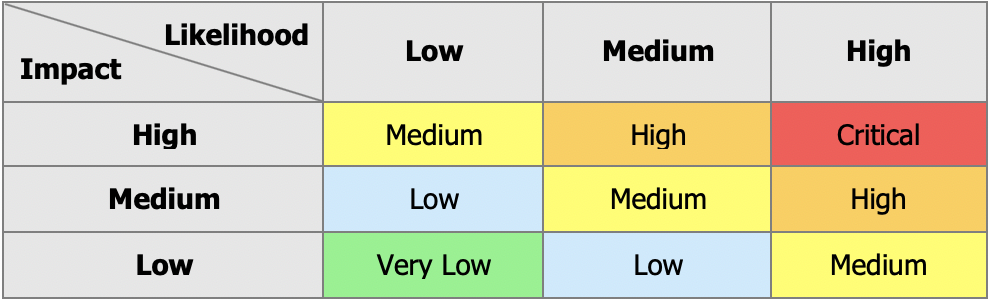 Likelihood
Impact
Low Medium High
High Medium High Critical
Medium Low Medium High
Low Very Low Low Medium